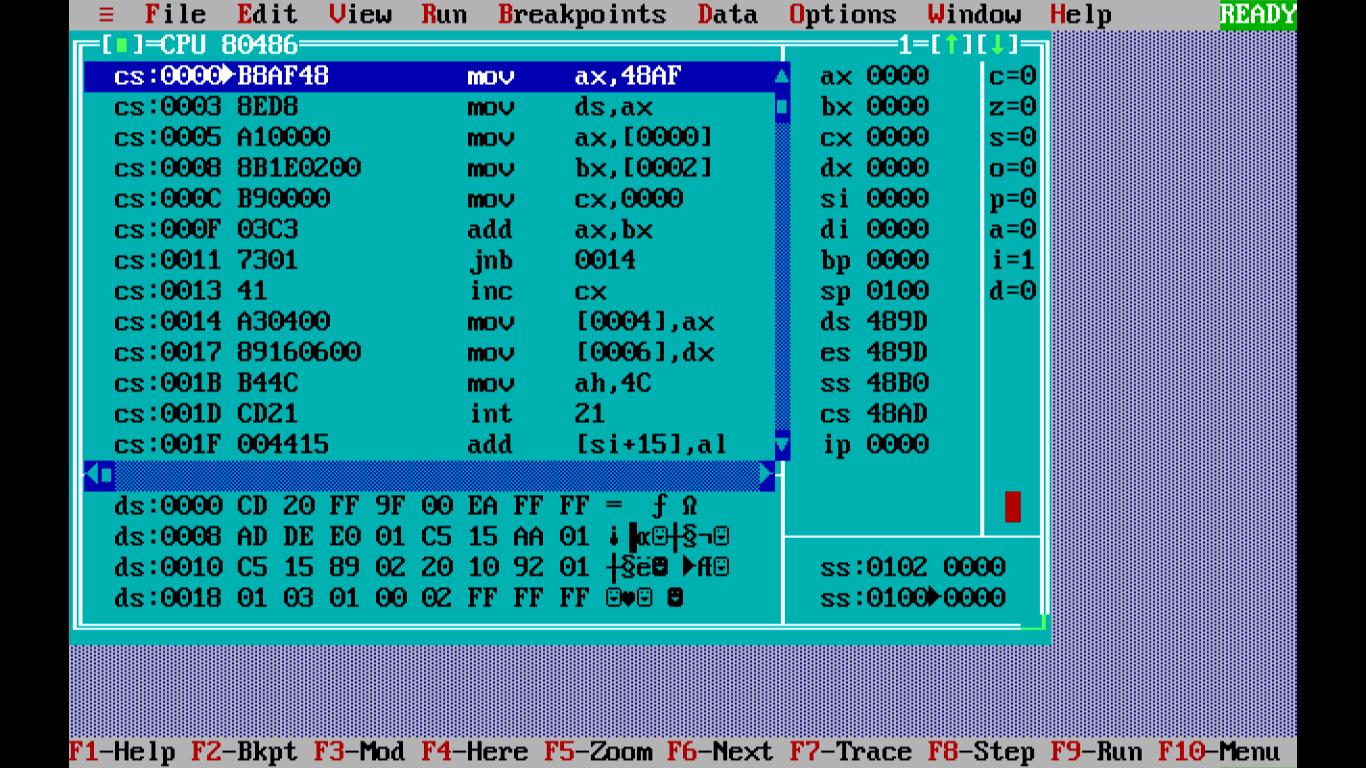 ≡ File Edit View Run Breakpoints Data Options Window Help READY
[■]=CPU 80486 1=[↑][↓]
cs:0000►B8AF48 mov ax,48AF ax 0000 c=0
cs:0003 8ED8 mov ds,ax bx 0000 z=0
cs:0005 A10000 mov ax,[0000] cx 0000 s=0
cs:0008 8B1E0200 mov bx,[0002] dx 0000 o=0
cs:000C B90000 mov cx,0000 si 0000 p=0
cs:000F 03C3 add ax,bx di 0000 a=0
cs:0011 7301 jnb 0014 bp 0000 i=1
cs:0013 41 inc cx sp 0100 d=0
cs:0014 A30400 mov [0004],ax ds 489D
cs:0017 89160600 mov [0006],dx es 489D
cs:001B B44C mov ah,4C ss 48B0
cs:001D CD21 int 21 cs 48AD
cs:001F 004415 add [si+15],al ip 0000
ds:0000 CD 20 FF 9F 00 EA FF FF = ƒ Ω
ds:0008 AD DE E0 01 C5 15 AA 01 ¡▐α☺┼§¬☺
ds:0010 C5 15 89 02 20 10 92 01 ┼§ë☻ ►Æ☺ ss:0102 0000
ds:0018 01 03 01 00 02 FF FF FF ☺♥☺ ☻ ss:0100►0000
F1-Help F2-Bkpt F3-Mod F4-Here F5-Zoom F6-Next F7-Trace F8-Step F9-Run F10-Menu